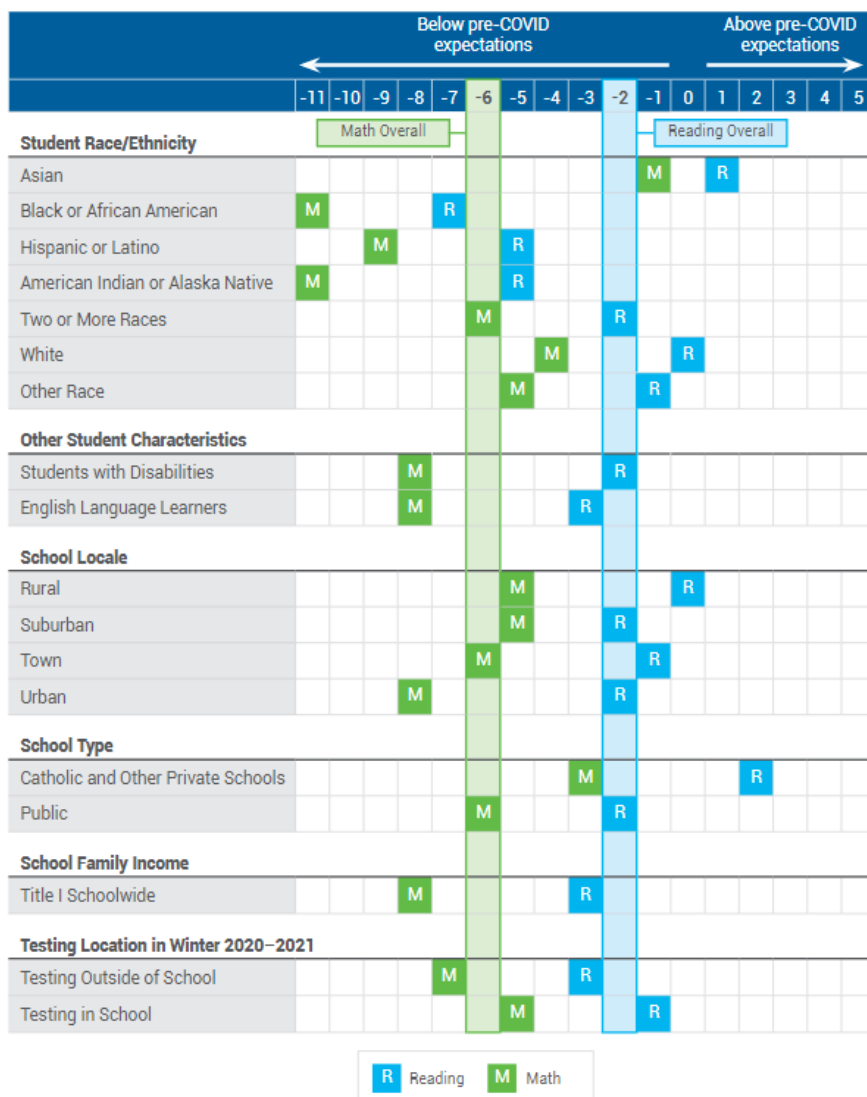 Below pre-COVID expectations
Above pre-COVID expectations
-11 -10 -9 -8 -7 -6 -5 -4 -3 -2 -1 0 1 2 3 4 5
Math Overall
Reading Overall
Student Race/Ethnicity
Asian M R
Black or African American M R
Hispanic or Latino M R
American Indian or Alaska Native M R
Two or More Races M R
White M R
Other Race M R
Other Student Characteristics
Students with Disabilities M R
English Language Learners M R
School Locale
Rural M R
Suburban M R
Town M R
Urban M R
School Type
Catholic and Other Private Schools M R
Public M R
School Family Income
Title I Schoolwide M R
Testing Location in Winter 2020–2021
Testing Outside of School M R
Testing in School M R
R Reading M Math